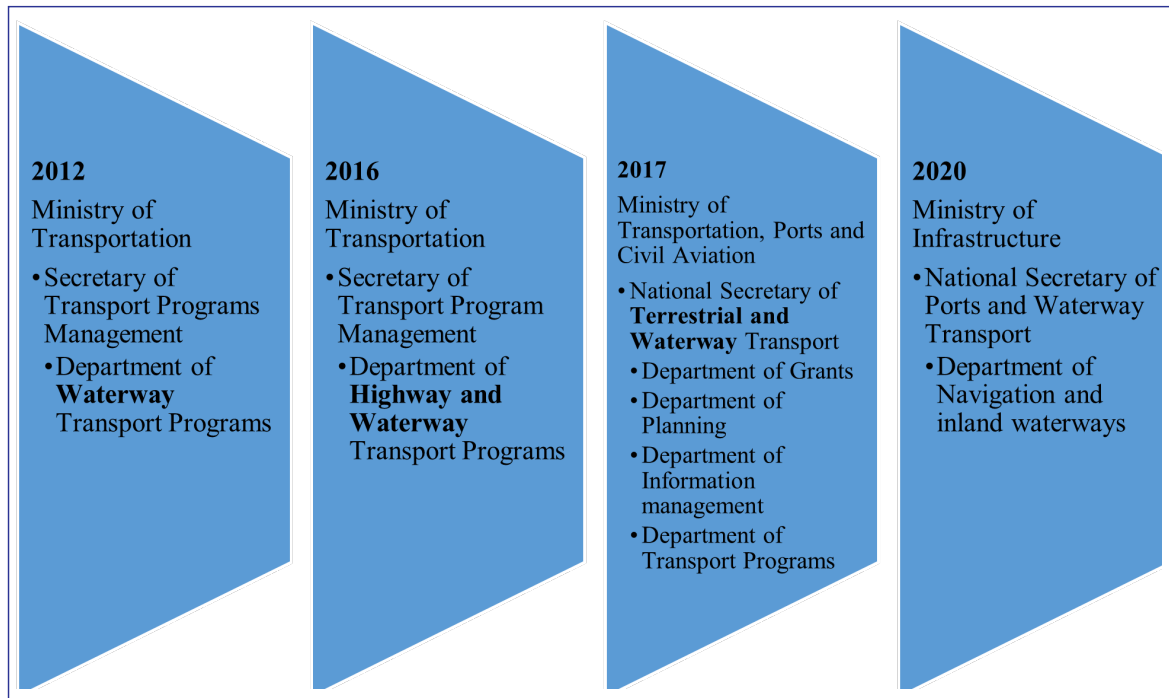 2012
Ministry of
Transportation
•Secretary of
Transport Programs
Management
•Department of
Waterway
Transport Programs
2016
Ministry of
Transportation
•Secretary of
Transport Program
Management
•Department of
Highway and
Waterway
Transport Programs
2017
Ministry of
Transportation, Ports and
Civil Aviation
•National Secretary of
Terrestrial and
Waterway Transport
•Department of Grants
•Department of
Planning
•Department of
Information
management
•Department of
Transport Programs
2020
Ministry of
Infrastructure
•National Secretary of
Ports and Waterway
Transport
•Department of
Navigation and
inland waterways